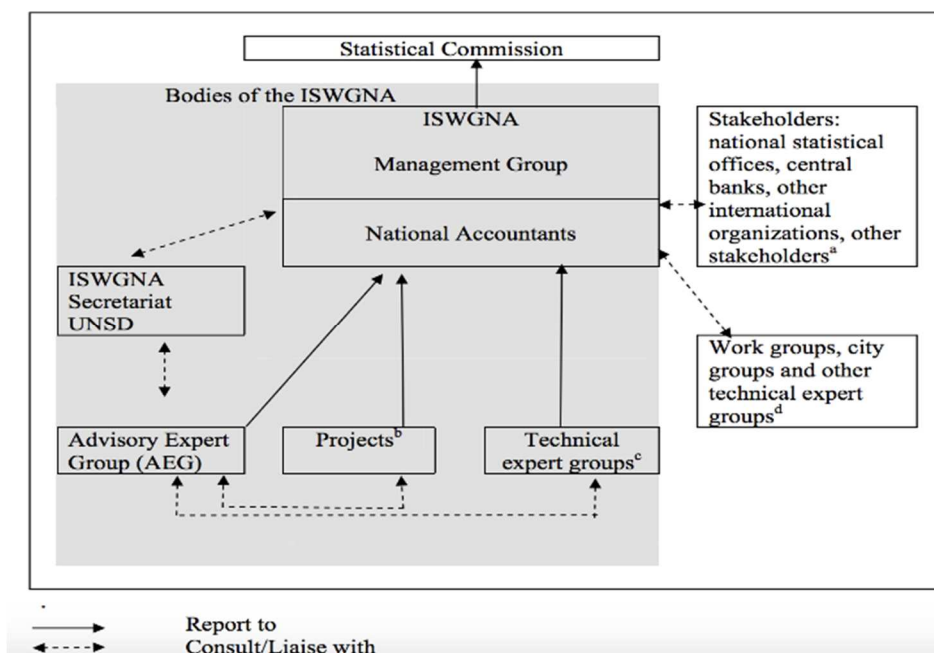 Statistical Commission
Bodies of the ISWGNA
ISWGNA
Management Group
National Accountants
Stakeholders:
national statistical
offices, central
banks, other
international
organizations, other
stakeholders^a
ISWGNA
Secretariat
UNSD
Work groups, city
groups and other
technical expert
groups^d
Advisory Expert
Group (AEG)
Projects^b
Technical
expert groups^c
Report to
Consult/Liaise with